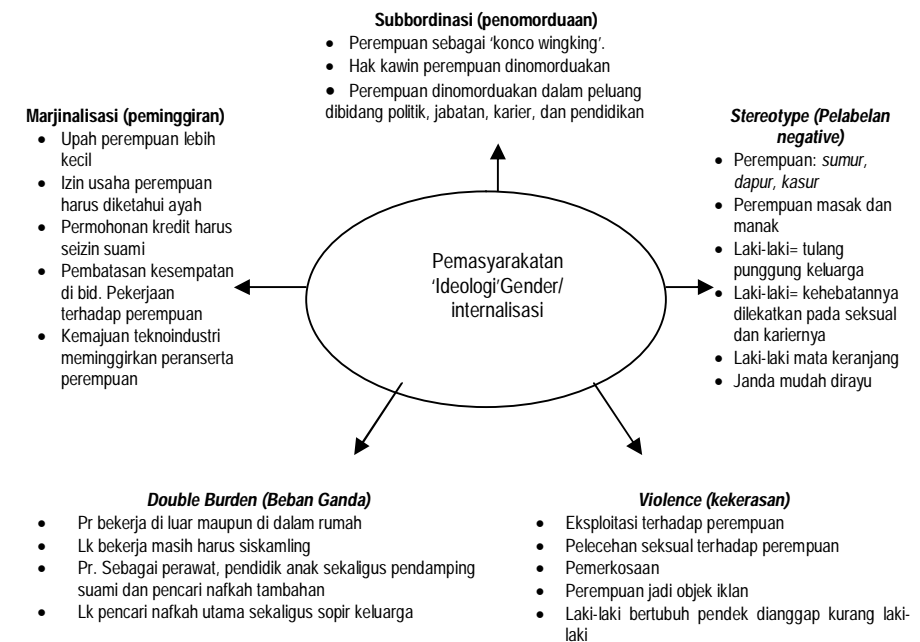 Subbordinasi (penomorduaan)
• Perempuan sebagai ‘konco wingking’.
• Hak kawin perempuan dinomorduakan
• Perempuan dinomorduakan dalam peluang
dibidang politik, jabatan, karier, dan pendidikan
Marjinalisasi (peminggiran)
• Upah perempuan lebih
kecil
• Izin usaha perempuan
harus diketahui ayah
• Permohonan kredit harus
seizin suami
• Pembatasan kesempatan
di bid. Pekerjaan
terhadap perempuan
• Kemajuan teknoindustri
meminggirkan peranserta
perempuan
Pemasyarakatan
‘Ideologi’Gender/
internalisasi
Stereotype (Pelabelan
negative)
• Perempuan: sumur,
dapur, kasur
• Perempuan masak dan
manak
• Laki-laki= tulang
punggung keluarga
• Laki-laki= kehebatannya
dilekatkan pada seksual
dan kariernya
• Laki-laki mata keranjang
• Janda mudah dirayu
Double Burden (Beban Ganda)
• Pr bekerja di luar maupun di dalam rumah
• Lk bekerja masih harus siskamling
• Pr. Sebagai perawat, pendidik anak sekaligus pendamping
suami dan pencari nafkah tambahan
• Lk pencari nafkah utama sekaligus sopir keluarga
Violence (kekerasan)
• Eksploitasi terhadap perempuan
• Pelecehan seksual terhadap perempuan
• Pemerkosaan
• Perempuan jadi objek iklan
• Laki-laki bertubuh pendek dianggap kurang laki-
laki